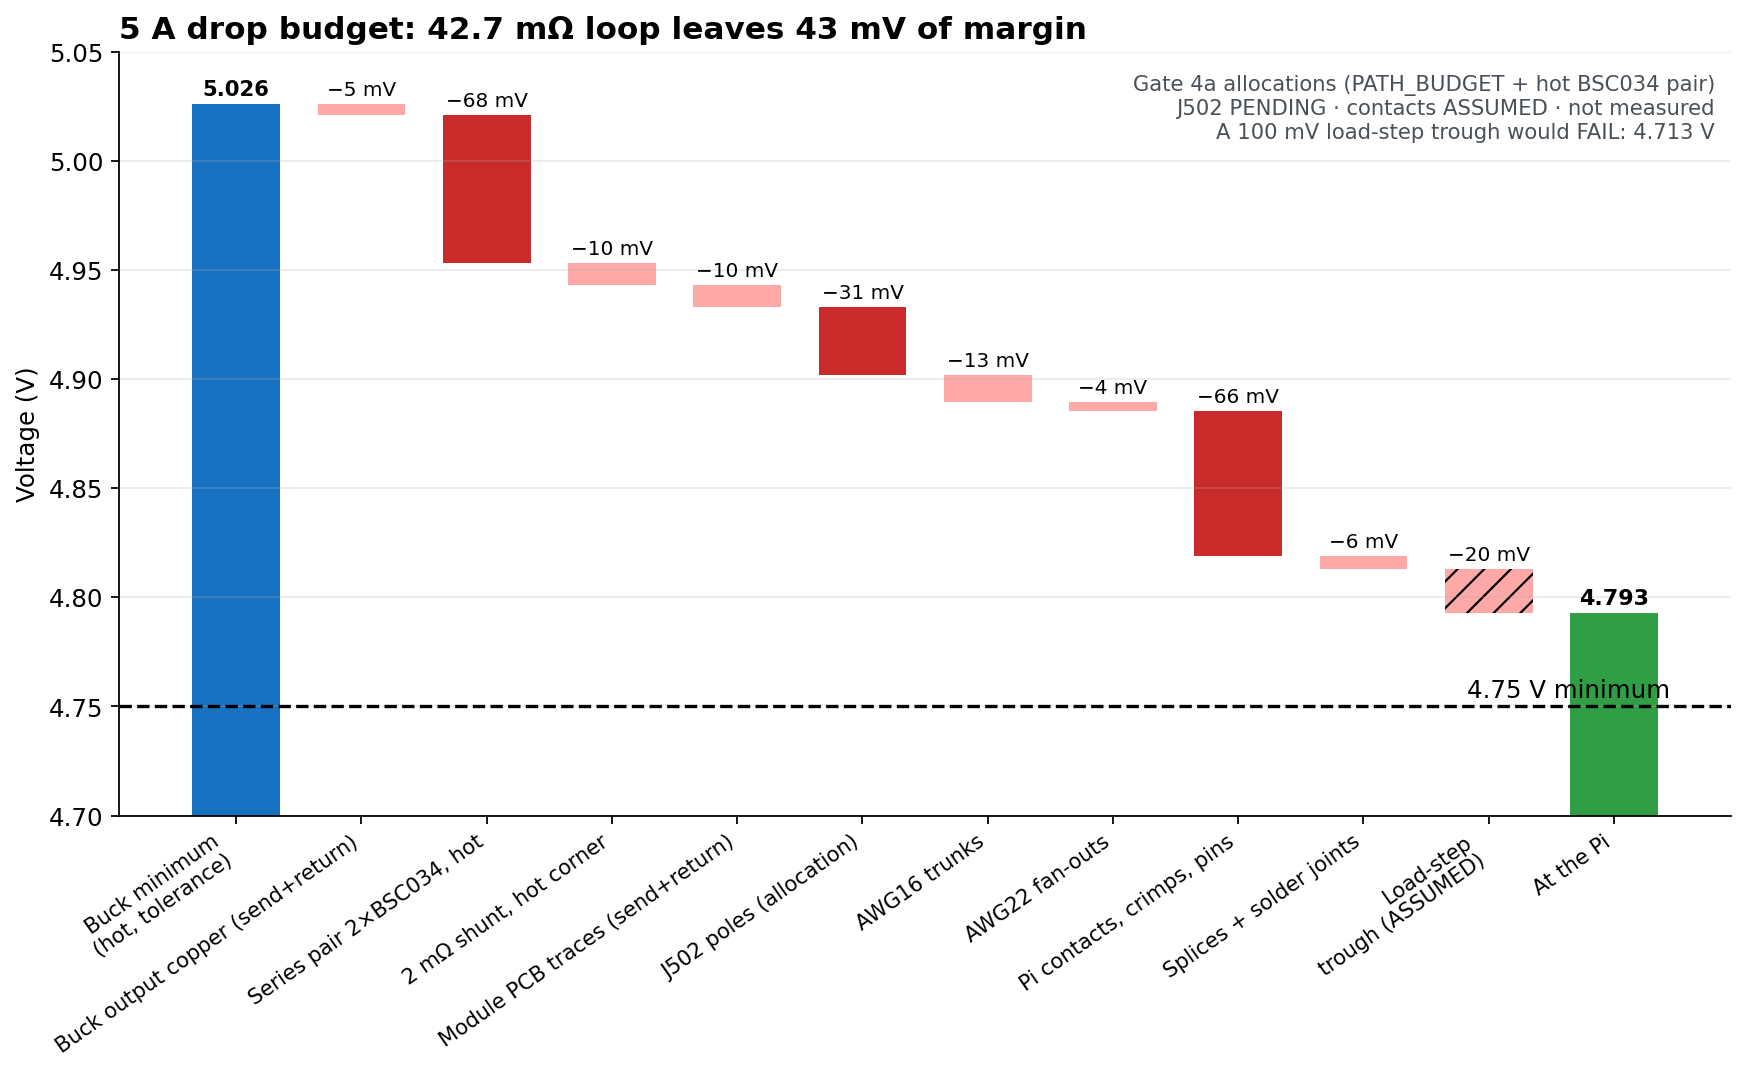 5 A drop budget: 42.7 mΩ loop leaves 43 mV of margin
Gate 4a allocations (PATH_BUDGET + hot BSC034 pair)
J502 PENDING · contacts ASSUMED · not measured
A 100 mV load-step trough would FAIL: 4.713 V
Voltage (V)
5.05
5.00
4.95
4.90
4.85
4.80
4.75
4.70
5.026
−5 mV
−68 mV
−10 mV
−10 mV
−31 mV
−13 mV
−4 mV
−66 mV
−6 mV
−20 mV
4.793
4.75 V minimum
Buck minimum
(hot, tolerance)
Buck output copper (send+return)
Series pair 2×BSC034, hot
2 mΩ shunt, hot corner
Module PCB traces (send+return)
J502 poles (allocation)
AWG16 trunks
AWG22 fan-outs
Pi contacts, crimps, pins
Splices + solder joints
Load-step
trough (ASSUMED)
At the Pi